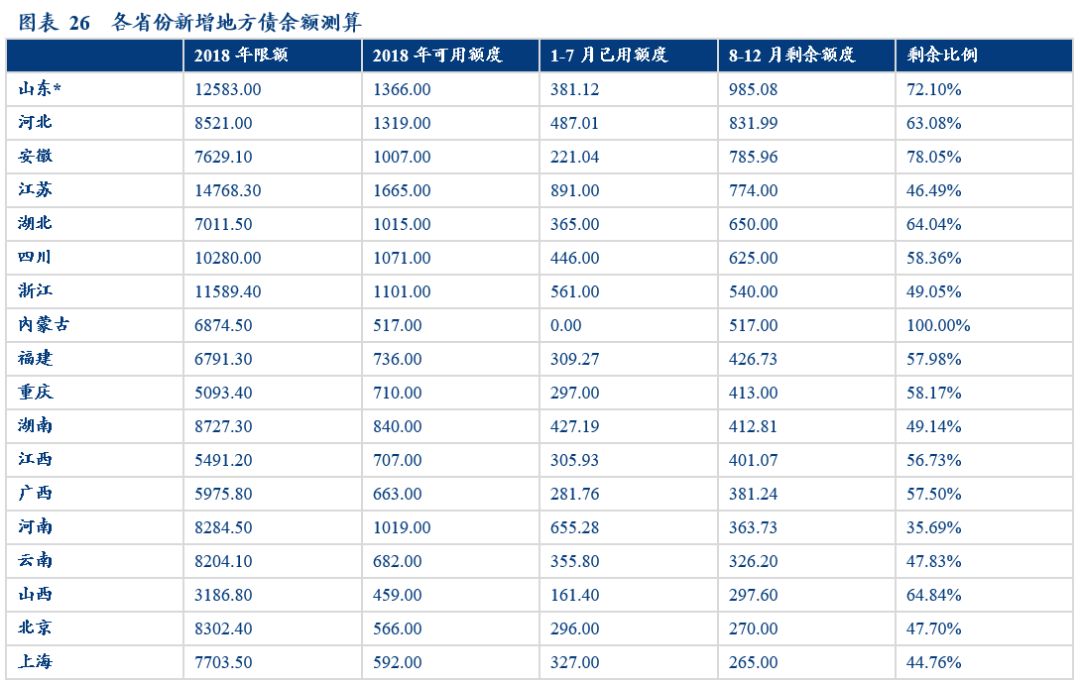 图表 26 各省份新增地方债余额测算
2018 年限额 2018 年可用额度 1-7 月已用额度 8-12 月剩余额度 剩余比例
山东* 12583.00 1366.00 381.12 985.08 72.10%
河北 8521.00 1319.00 487.01 831.99 63.08%
安徽 7629.10 1007.00 221.04 785.96 78.05%
江苏 14768.30 1665.00 891.00 774.00 46.49%
湖北 7011.50 1015.00 365.00 650.00 64.04%
四川 10280.00 1071.00 446.00 625.00 58.36%
浙江 11589.40 1101.00 561.00 540.00 49.05%
内蒙古 6874.50 517.00 0.00 517.00 100.00%
福建 6791.30 736.00 309.27 426.73 57.98%
重庆 5093.40 710.00 297.00 413.00 58.17%
湖南 8727.30 840.00 427.19 412.81 49.14%
江西 5491.20 707.00 305.93 401.07 56.73%
广西 5975.80 663.00 281.76 381.24 57.50%
河南 8284.50 1019.00 655.28 363.73 35.69%
云南 8204.10 682.00 355.80 326.20 47.83%
山西 3186.80 459.00 161.40 297.60 64.84%
北京 8302.40 566.00 296.00 270.00 47.70%
上海 7703.50 592.00 327.00 265.00 44.76%